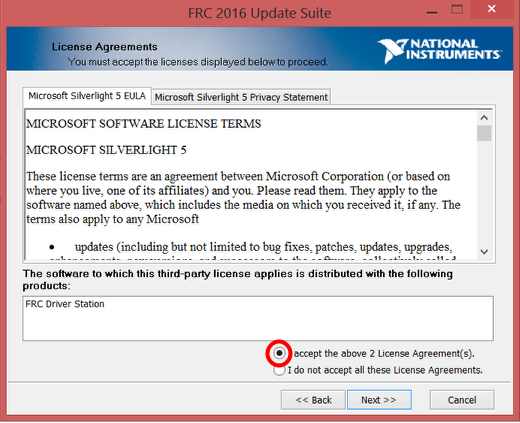 FRC 2016 Update Suite
License Agreements
You must accept the licenses displayed below to proceed.
NATIONAL
INSTRUMENTS
Microsoft Silverlight 5 EULA
Microsoft Silverlight 5 Privacy Statement
MICROSOFT SOFTWARE LICENSE TERMS
MICROSOFT SILVERLIGHT 5
These license terms are an agreement between Microsoft Corporation (or based on
where you live, one of its affiliates) and you. Please read them. They apply to the
software named above, which includes the media on which you received it, if any. The
terms also apply to any Microsoft
• updates (including but not limited to bug fixes, patches, updates, upgrades,
The software to which this third-party license applies is distributed with the following
products:
FRC Driver Station
accept the above 2 License Agreement(s).
I do not accept all these License Agreements.
<< Back
Next >>
Cancel